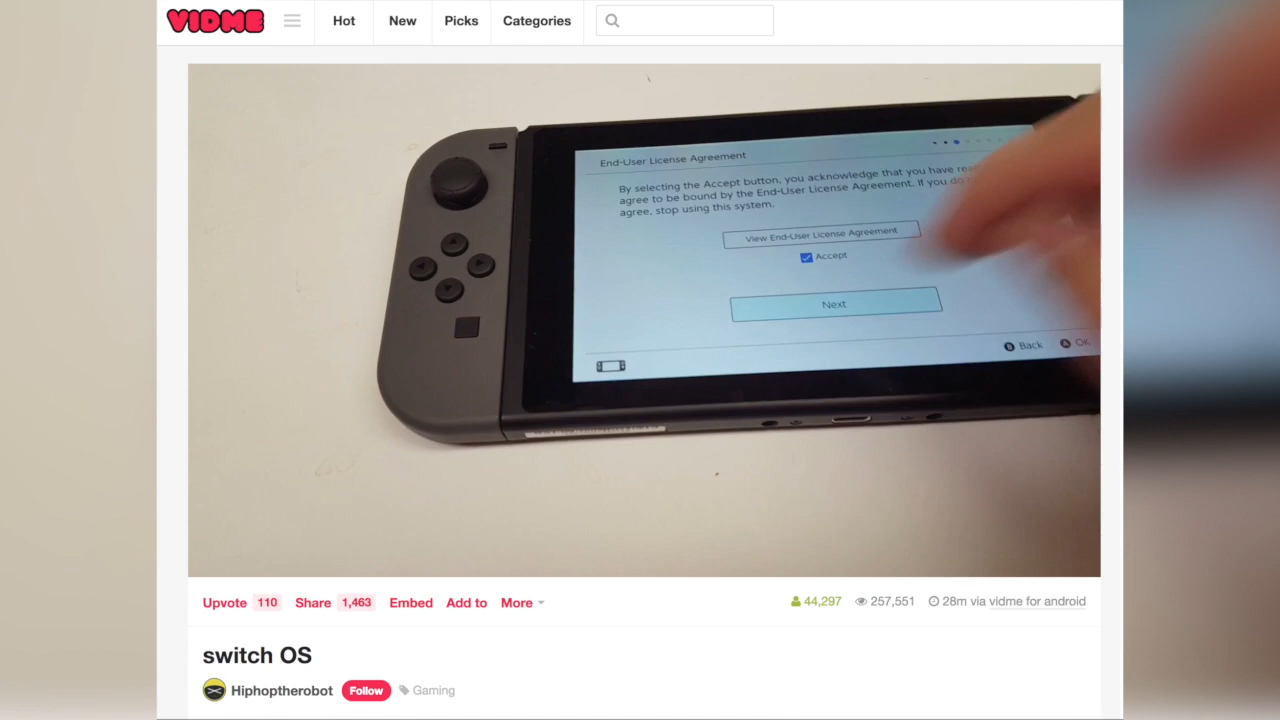 VIDME
Hot
New
Picks
Categories
End-User License Agreement
By selecting the Accept button, you acknowledge that you have
agree to be bound by the End-User License Agreement. If you do
agree, stop using this system.
View End-User License Agreement
Accept
Next
Back
OK
Upvote 110 Share 1,463 Embed Add to More
44,297 257,551 28m via vidme for android
switch OS
Hiphoptherobot Follow Gaming